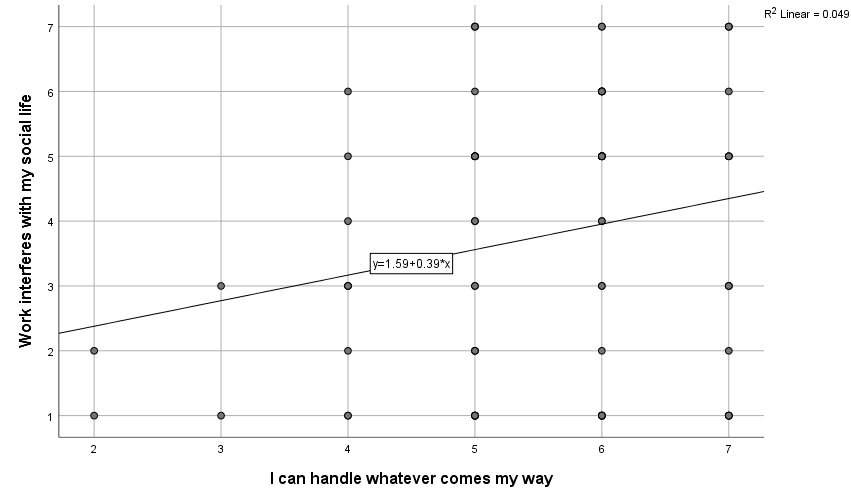 R2 Linear = 0.049
7
6
5
4
3
2
1
Work interferes with my social life
y=1.59+0.39*x
2 3 4 5 6 7
I can handle whatever comes my way